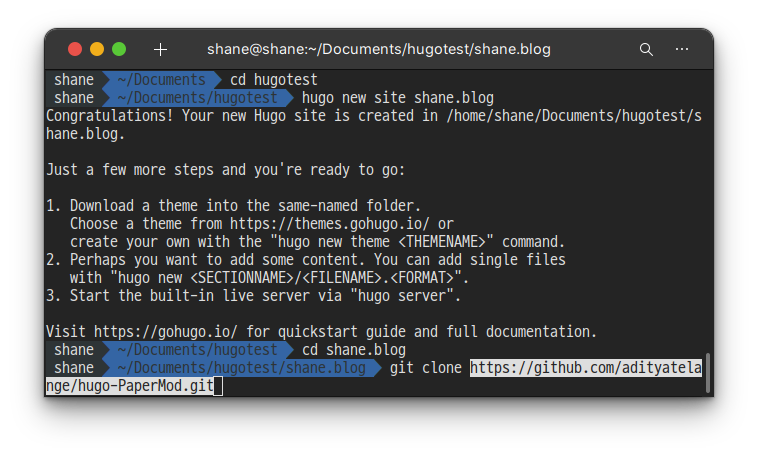 shane@shane:~/Documents/hugotest/shane.blog
shane ~/Documents cd hugotest
shane ~/Documents/hugotest hugo new site shane.blog
Congratulations! Your new Hugo site is created in /home/shane/Documents/hugotest/s
hane.blog.
Just a few more steps and you're ready to go:
1. Download a theme into the same-named folder.
Choose a theme from https://themes.gohugo.io/ or
create your own with the "hugo new theme <THEMENAME>" command.
2. Perhaps you want to add some content. You can add single files
with "hugo new <SECTIONNAME>/<FILENAME>.<FORMAT>".
3. Start the built-in live server via "hugo server".
Visit https://gohugo.io/ for quickstart guide and full documentation.
shane ~/Documents/hugotest cd shane.blog
shane ~/Documents/hugotest/shane.blog git clone https://github.com/adityatela
nge/hugo-PaperMod.git